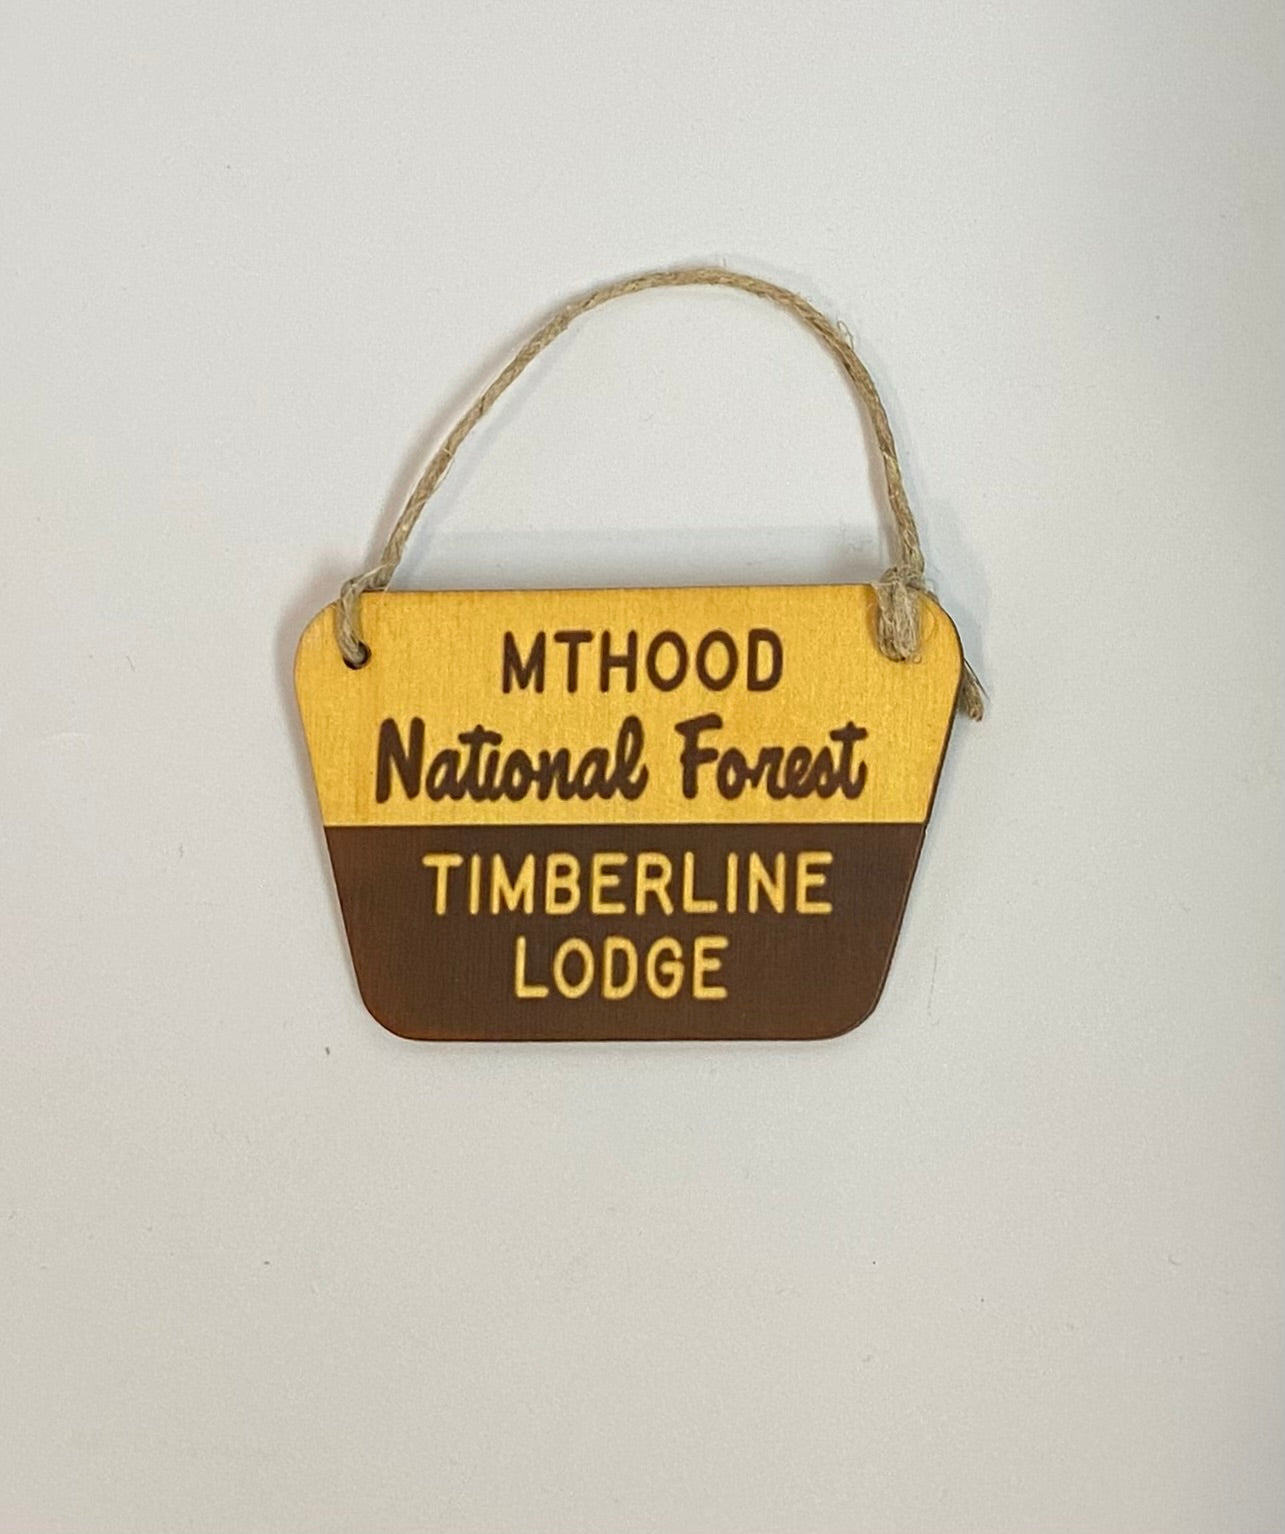 MTHOOD
National Forest
TIMBERLINE
LODGE